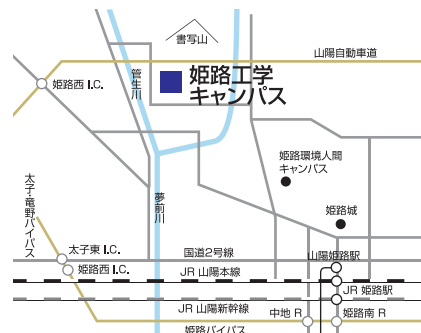 書写山
山陽自動車道
姫路西 I.C.
管生川
姫路工学
キャンパス
姫路環境人間
キャンパス
太子・竜野バイパス
夢前川
姫路城
太子東 I.C.
国道2号線
山陽姫路駅
姫路西 I.C.
JR 山陽本線
JR 姫路駅
JR 山陽新幹線
中地 R
姫路南 R
姫路バイパス